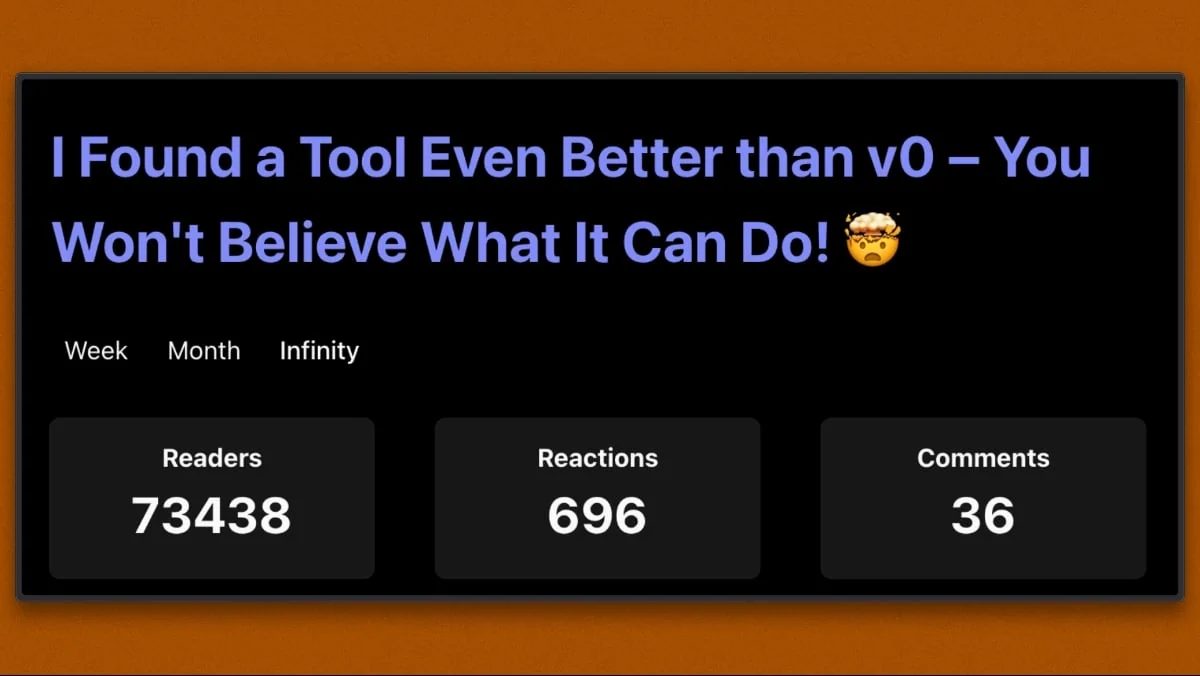 I Found a Tool Even Better than v0 – You
Won't Believe What It Can Do! 🤯
Week Month Infinity
Readers Reactions Comments
73438 696 36